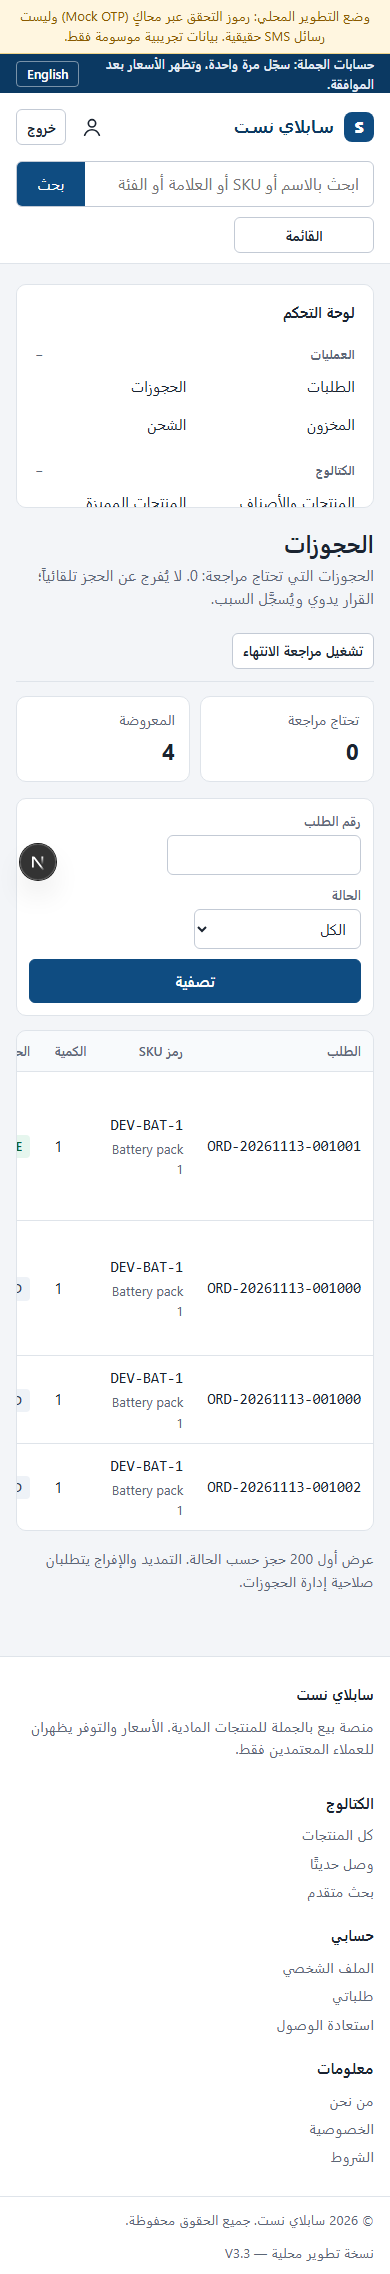 وضع التطوير المحلي: رموز التحقق عبر محاكٍ (Mock OTP) وليست
رسائل SMS حقيقية. بيانات تجريبية موسومة فقط.
حسابات الجملة: سجّل مرة واحدة، وتظهر الأسعار بعد
الموافقة.
English
سابلاي نست
خروج
ابحث بالاسم أو SKU أو العلامة أو الفئة
بحث
القائمة
لوحة التحكم
العمليات –
الطلبات الحجوزات
المخزون الشحن
الكتالوج –
المنتجات والأصناف المنتجات المميزة
الحجوزات
الحجوزات التي تحتاج مراجعة: 0. لا يُفرج عن الحجز تلقائياً؛
القرار يدوي ويُسجَّل السبب.
تشغيل مراجعة الانتهاء
تحتاج مراجعة
0
المعروضة
4
رقم الطلب
الحالة
الكل
تصفية
الطلب رمز SKU الكمية الح
ORD-20261113-001001 DEV-BAT-1 1 E
Battery pack
1
ORD-20261113-001000 DEV-BAT-1 1 D
Battery pack
1
ORD-20261113-001000 DEV-BAT-1 1 D
Battery pack
1
ORD-20261113-001002 DEV-BAT-1 1 D
Battery pack
1
عرض أول 200 حجز حسب الحالة. التمديد والإفراج يتطلبان
صلاحية إدارة الحجوزات.
سابلاي نست
منصة بيع بالجملة للمنتجات المادية. الأسعار والتوفر يظهران
للعملاء المعتمدين فقط.
الكتالوج
كل المنتجات
وصل حديثًا
بحث متقدم
حسابي
الملف الشخصي
طلباتي
استعادة الوصول
معلومات
من نحن
الخصوصية
الشروط
© 2026 سابلاي نست. جميع الحقوق محفوظة.
نسخة تطوير محلية — V3.3